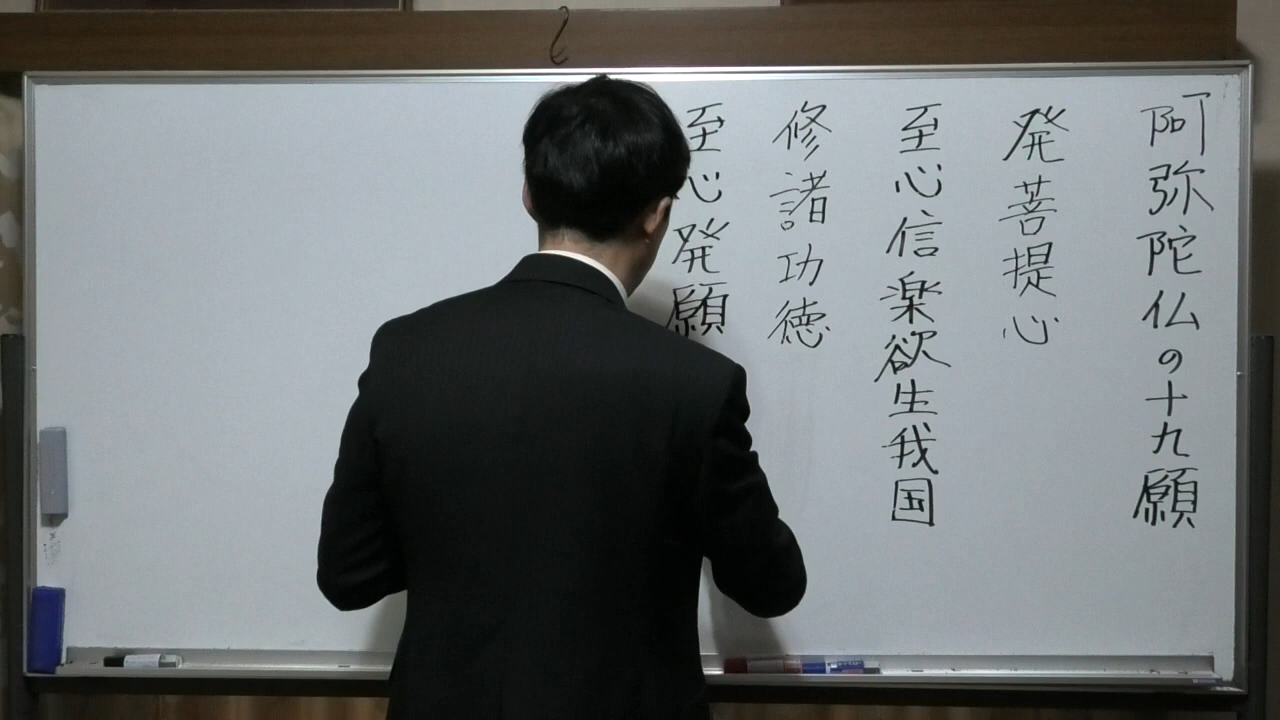 阿弥陀仏の十九願
発菩提心
至心信楽欲生我国
修諸功徳
至心発願